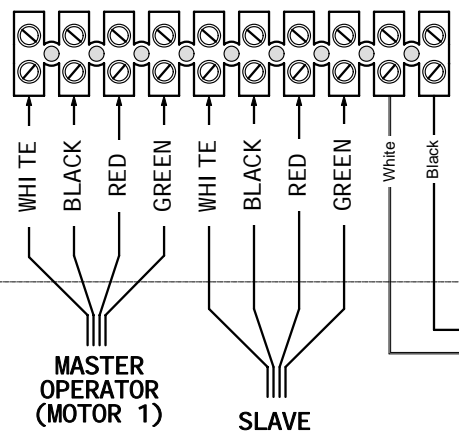 WHITE
BLACK
RED
GREEN
WHITE
BLACK
RED
GREEN
White
Black
MASTER
OPERATOR
(MOTOR 1)
SLAVE